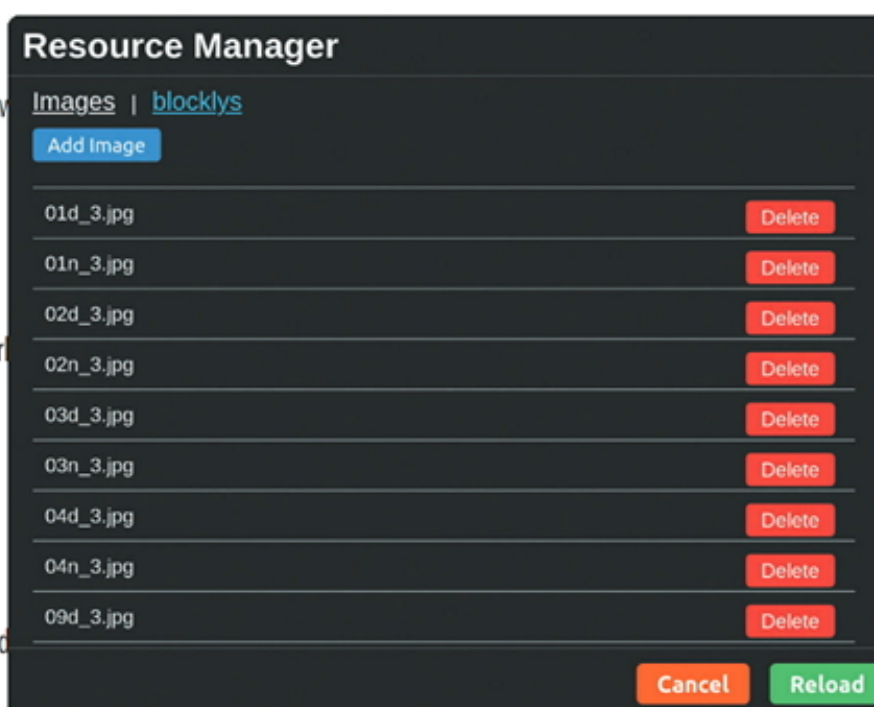 Resource Manager
Images | blocklys
Add Image
01d_3.jpg Delete
01n_3.jpg Delete
02d_3.jpg Delete
02n_3.jpg Delete
03d_3.jpg Delete
03n_3.jpg Delete
04d_3.jpg Delete
04n_3.jpg Delete
09d_3.jpg Delete
Cancel Reload